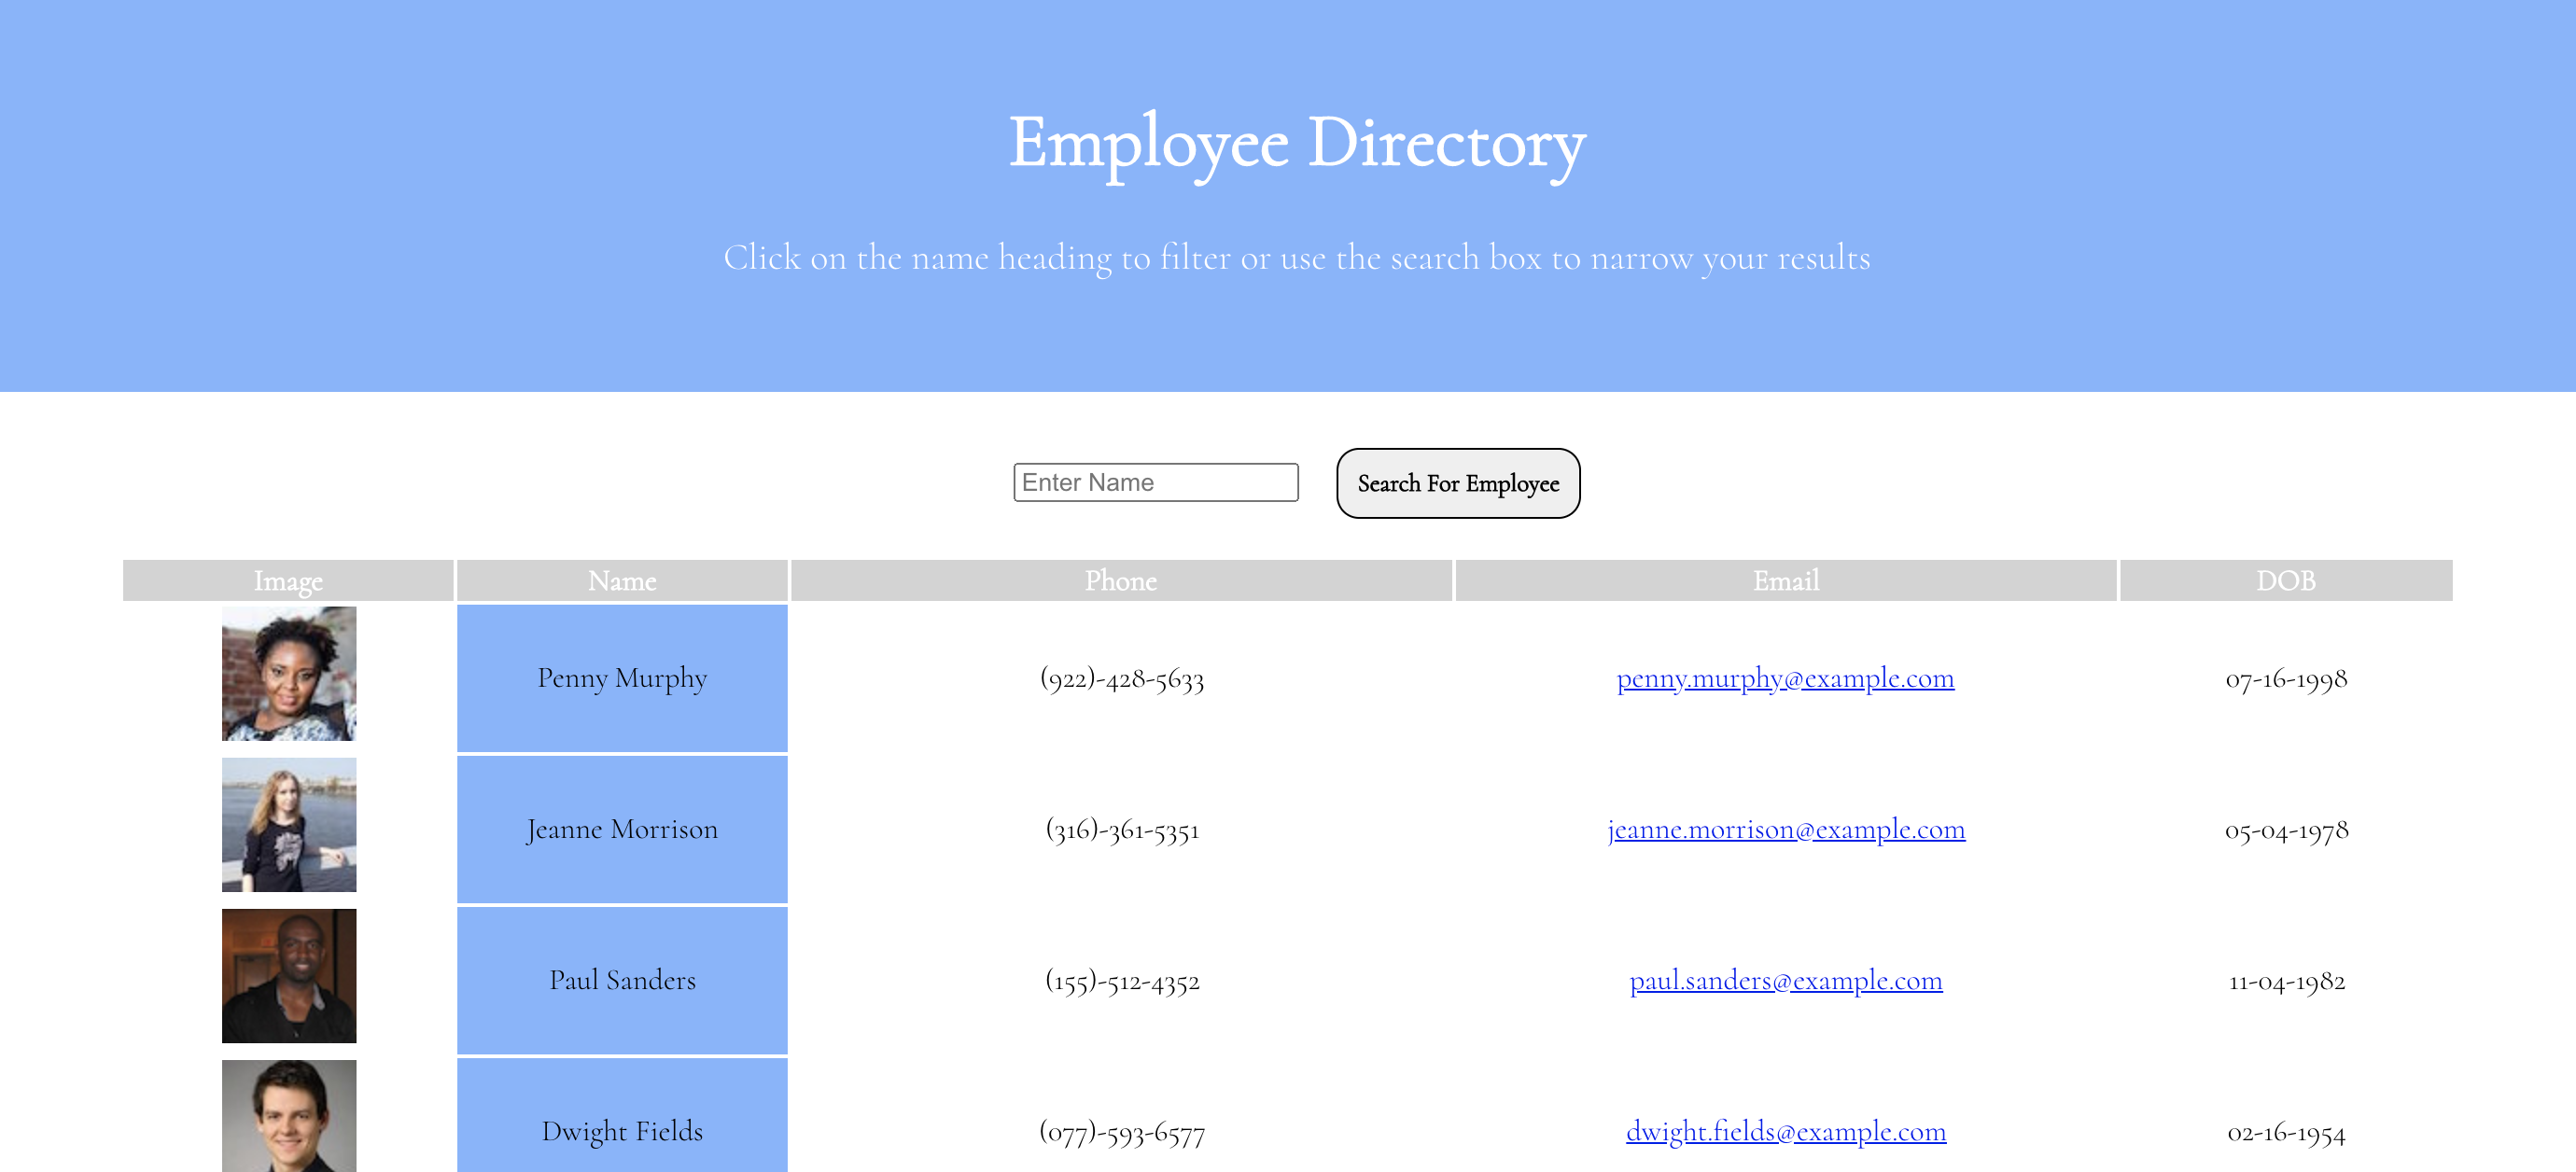 Employee Directory
Click on the name heading to filter or use the search box to narrow your results
Enter Name Search For Employee
Image Name Phone Email DOB
Penny Murphy (922)-428-5633 penny.murphy@example.com 07-16-1998
Jeanne Morrison (316)-361-5351 jeanne.morrison@example.com 05-04-1978
Paul Sanders (155)-512-4352 paul.sanders@example.com 11-04-1982
Dwight Fields (077)-593-6577 dwight.fields@example.com 02-16-1954